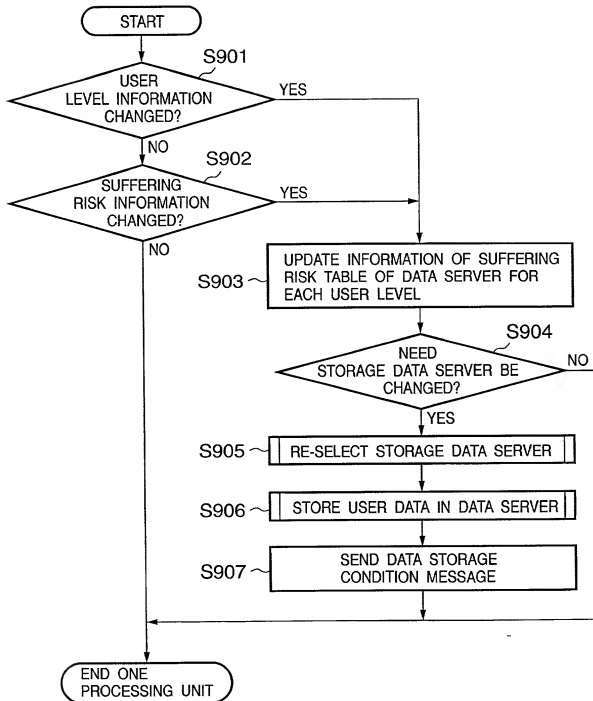 START
S901
USER
LEVEL INFORMATION
CHANGED?
YES
NO
S902
SUFFERING
RISK INFORMATION
CHANGED?
YES
NO
S903
UPDATE INFORMATION OF SUFFERING
RISK TABLE OF DATA SERVER FOR
EACH USER LEVEL
S904
NEED
STORAGE DATA SERVER BE
CHANGED?
NO
YES
S905
RE-SELECT STORAGE DATA SERVER
S906
STORE USER DATA IN DATA SERVER
S907
SEND DATA STORAGE
CONDITION MESSAGE
END ONE
PROCESSING UNIT